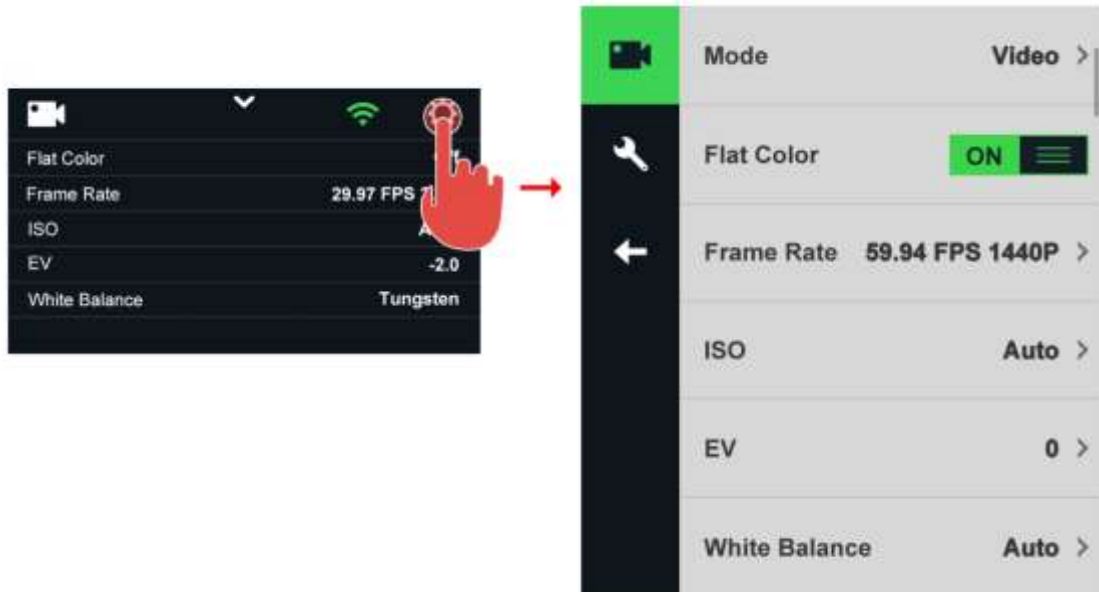 Flat Color
Frame Rate 29.97 FPS
ISO
EV -2.0
White Balance Tungsten
Mode Video
Flat Color ON
Frame Rate 59.94 FPS 1440P
ISO Auto
EV 0
White Balance Auto